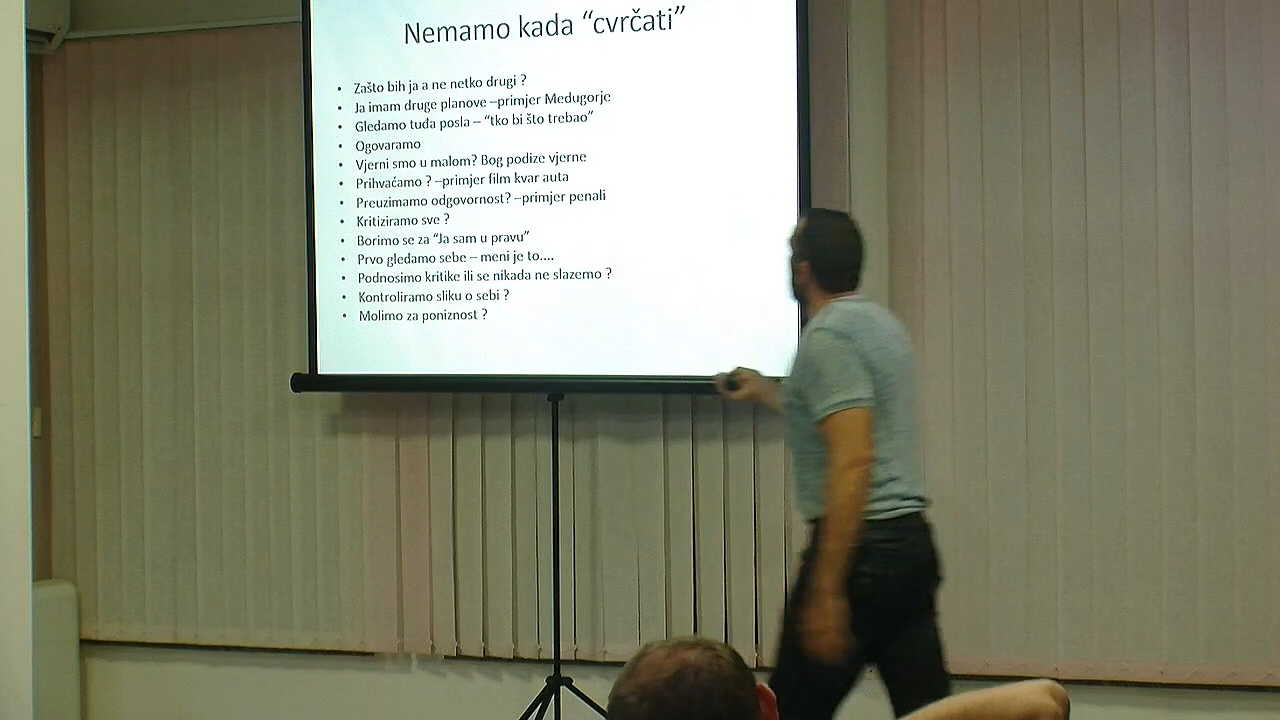 Nemamo kada “cvrčati”
• Zašto bih ja a ne netko drugi ?
• Ja imam druge planove –primjer Međugorje
• Gledamo tuđa posla – “tko bi što trebao”
• Ogovaramo
• Vjerni smo u malom? Bog podize vjerne
• Prihvaćamo ? –primjer film kvar auta
• Preuzimamo odgovornost? –primjer penali
• Kritiziramo sve ?
• Borimo se za “Ja sam u pravu”
• Prvo gledamo sebe – meni je to....
• Podnosimo kritike ili se nikada ne slazemo ?
• Kontroliramo sliku o sebi ?
• Molimo za poniznost ?